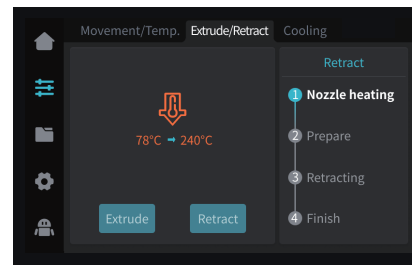 Movement/Temp. Extrude/Retract Cooling
Retract
1 Nozzle heating
78°C → 240°C
2 Prepare
3 Retracting
Extrude Retract
4 Finish